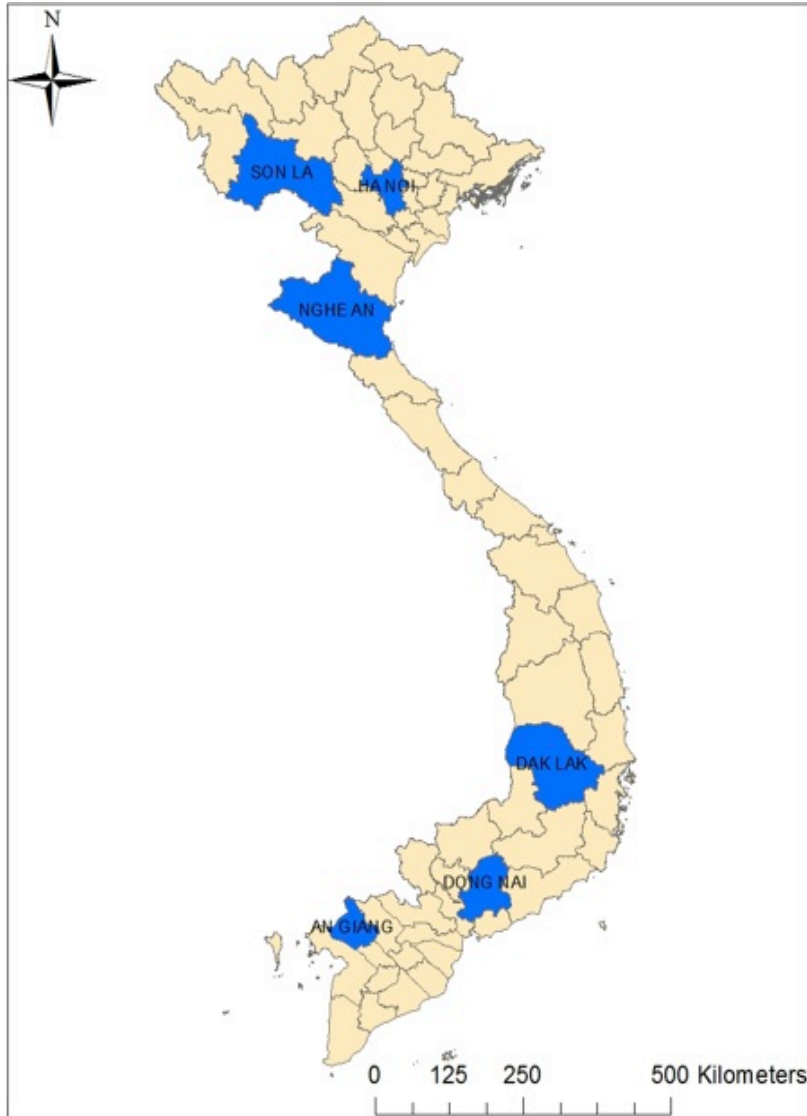 N
SON LA
HA NOI
NGHE AN
DAK LAK
DONG NAI
AN GIANG
0 125 250 500 Kilometers